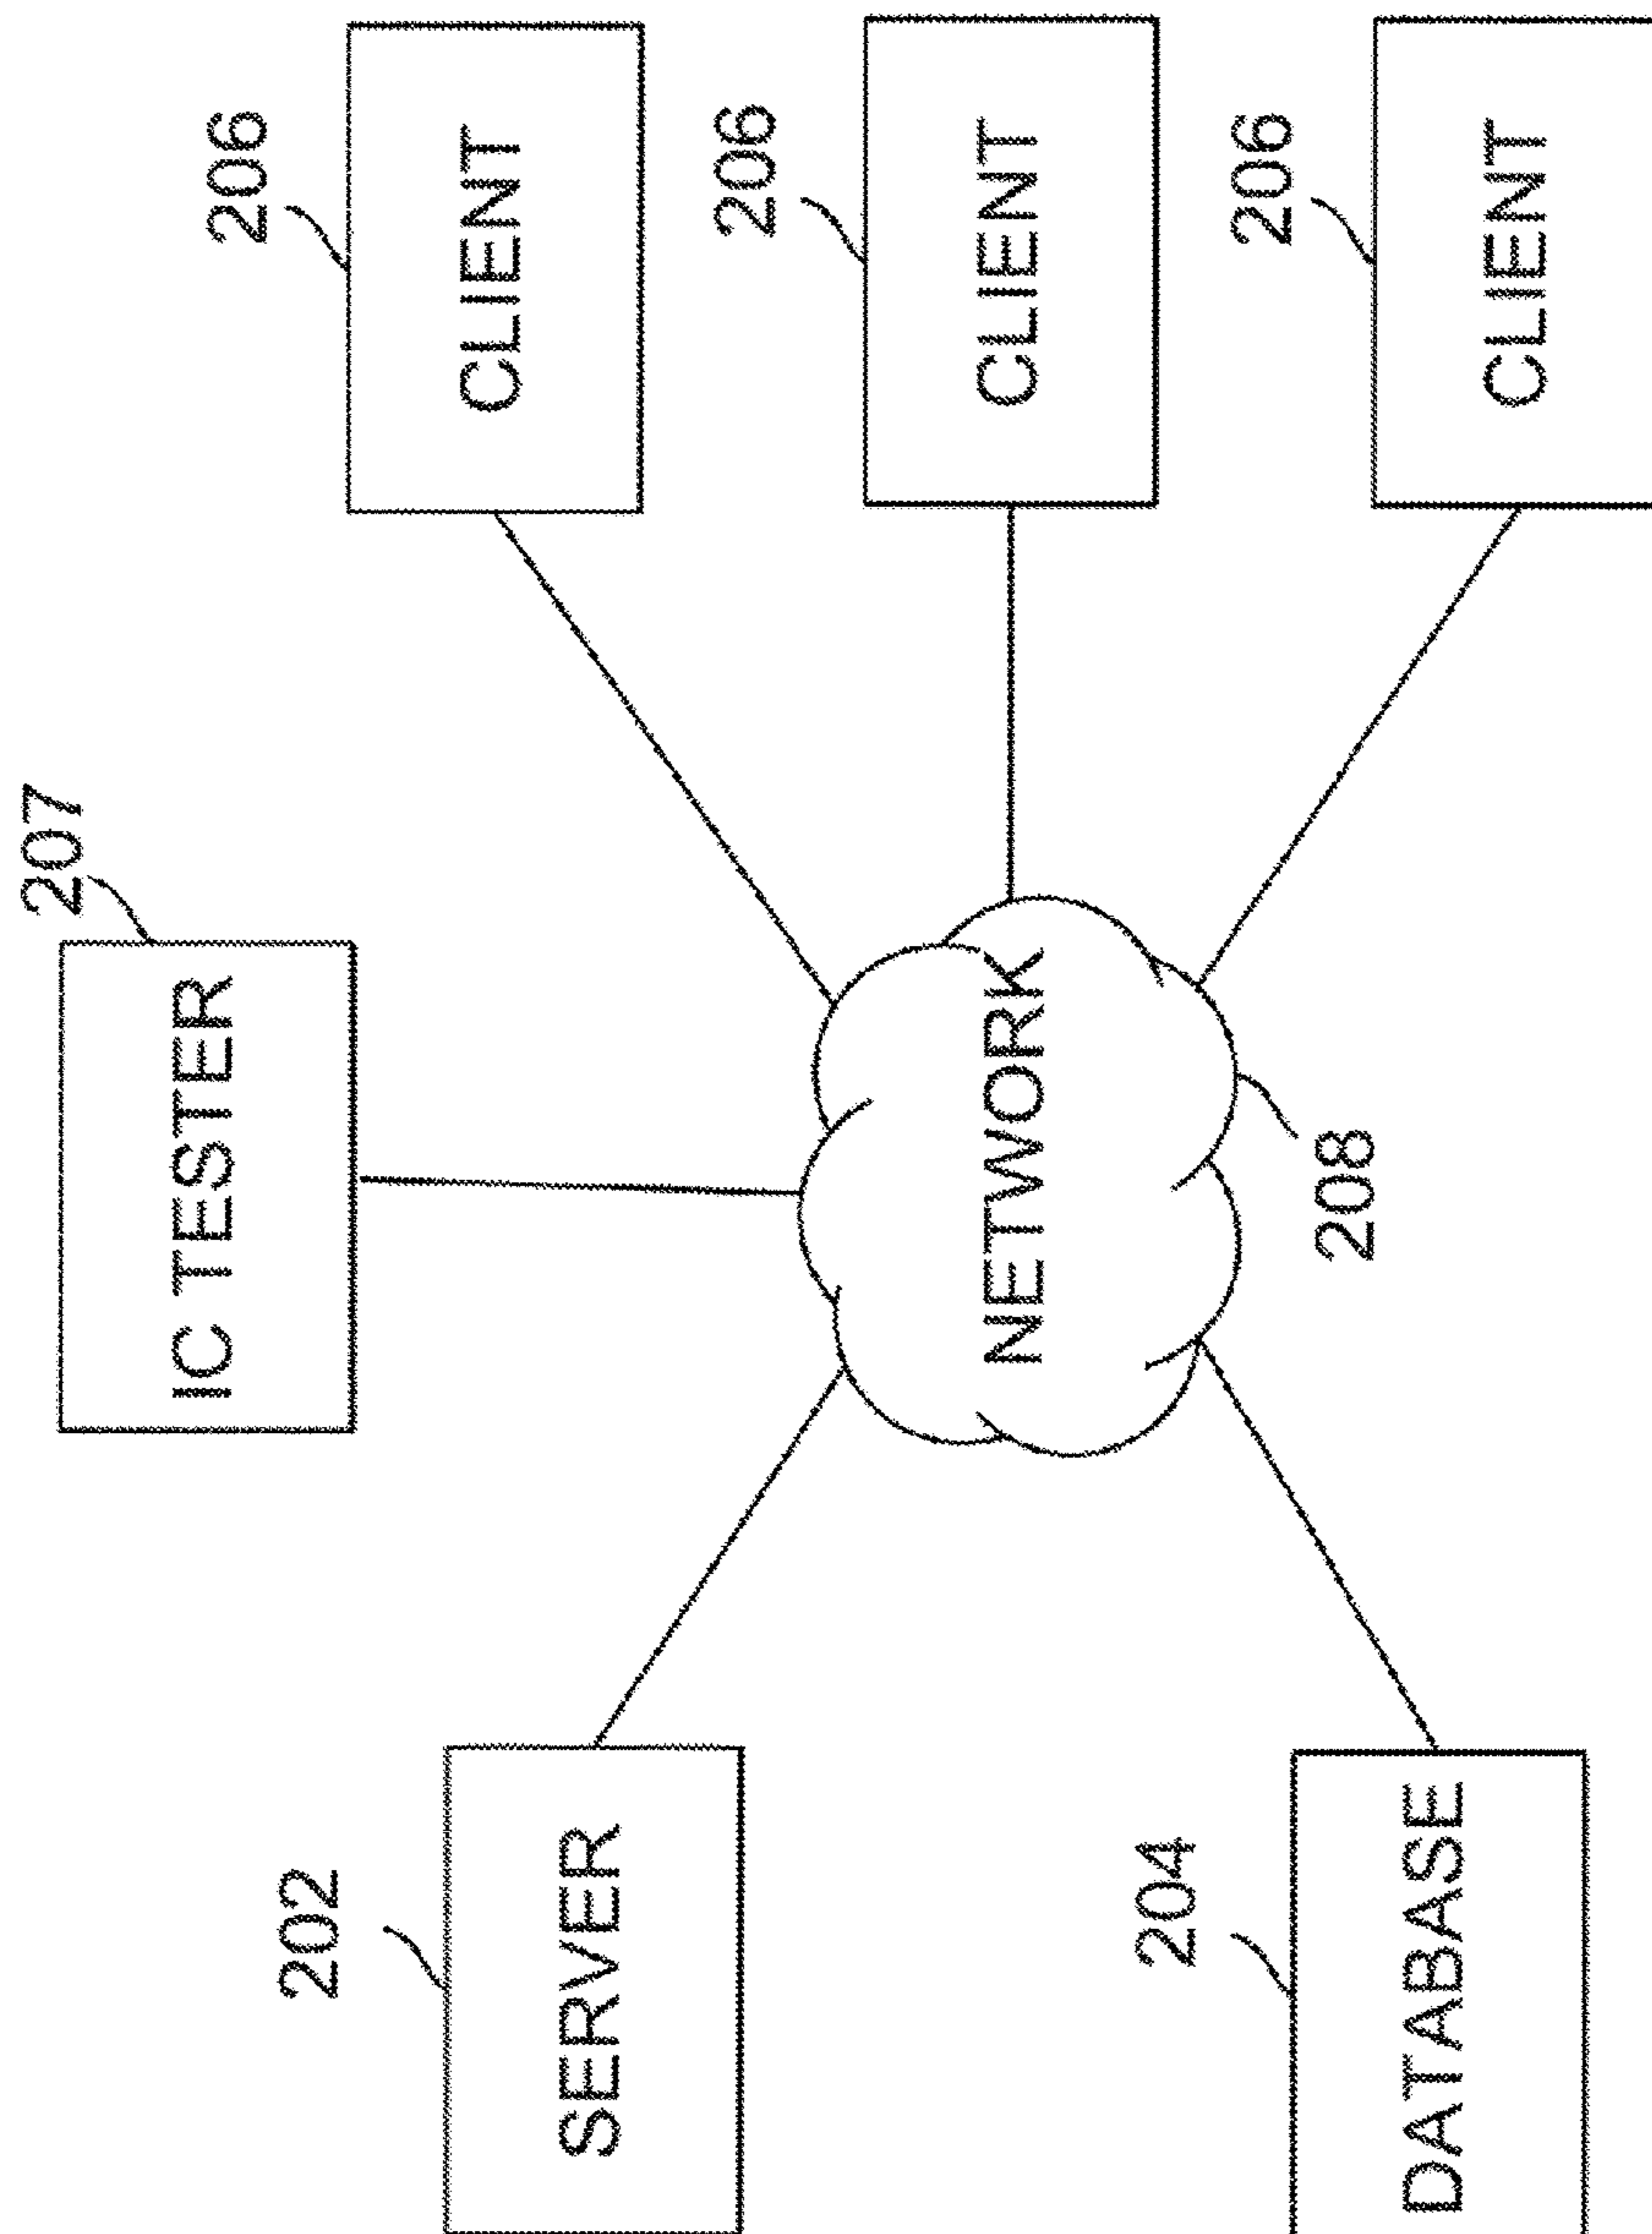 207
IC TESTER
202
SERVER
206
CLIENT
206
CLIENT
NETWORK
208
204
DATABASE
206
CLIENT